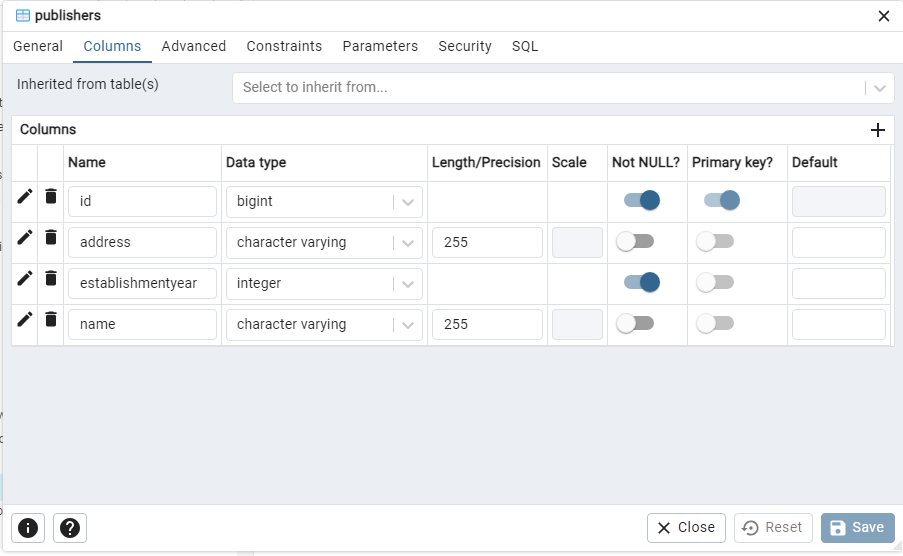 publishers
General Columns Advanced Constraints Parameters Security SQL
Inherited from table(s) Select to inherit from...
Columns
Name Data type Length/Precision Scale Not NULL? Primary key? Default
id bigint
address character varying 255
establishmentyear integer
name character varying 255
Close Reset Save